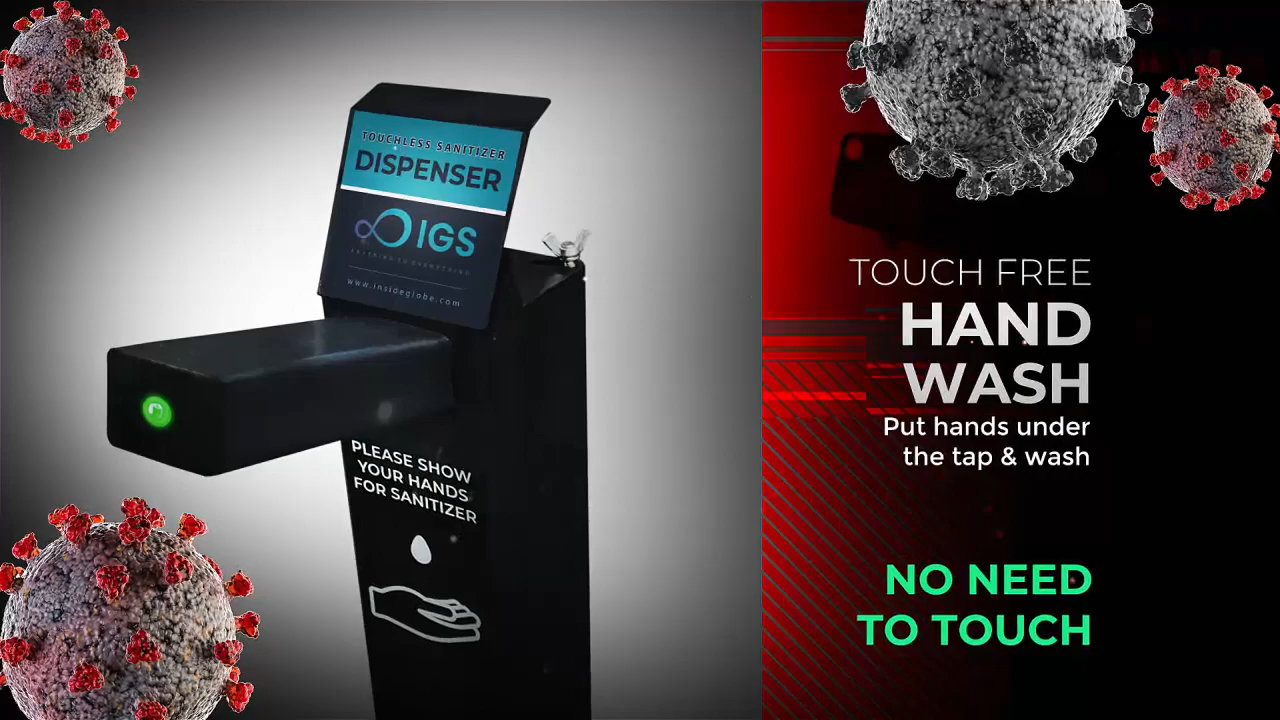 TOUCHLESS SANITIZER
DISPENSER
IGS
www.insideglobe.com
PLEASE SHOW
YOUR HANDS
FOR SANITIZER
TOUCH FREE
HAND
WASH
Put hands under
the tap & wash
NO NEED
TO TOUCH